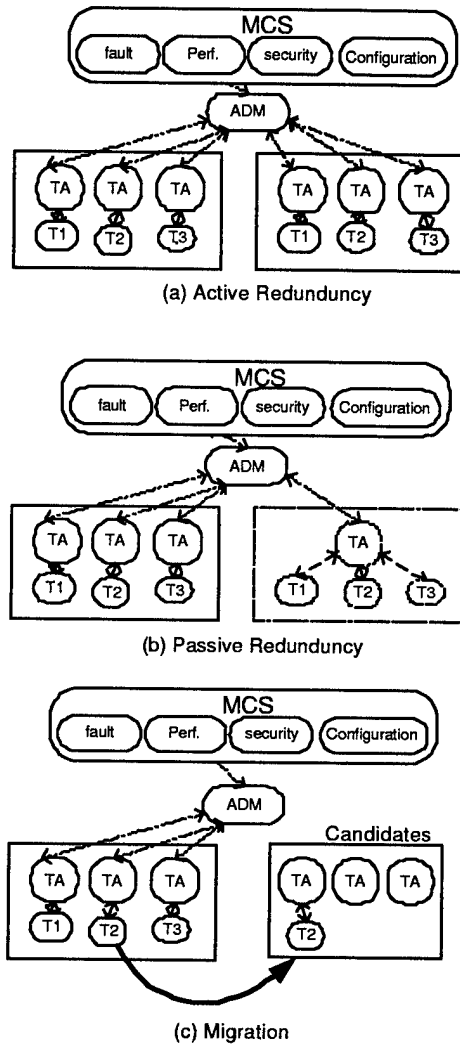 MCS
fault Perf. security Configuration
ADM
TA TA TA TA TA TA
T1 T2 T3 T1 T2 T3
(a) Active Redunduncy
MCS
fault Perf. security Configuration
ADM
TA TA TA TA
T1 T2 T3 T1 T2 T3
(b) Passive Redunduncy
MCS
fault Perf. security Configuration
ADM
Candidates
TA TA TA TA TA TA
T1 T2 T3 T2
(c) Migration